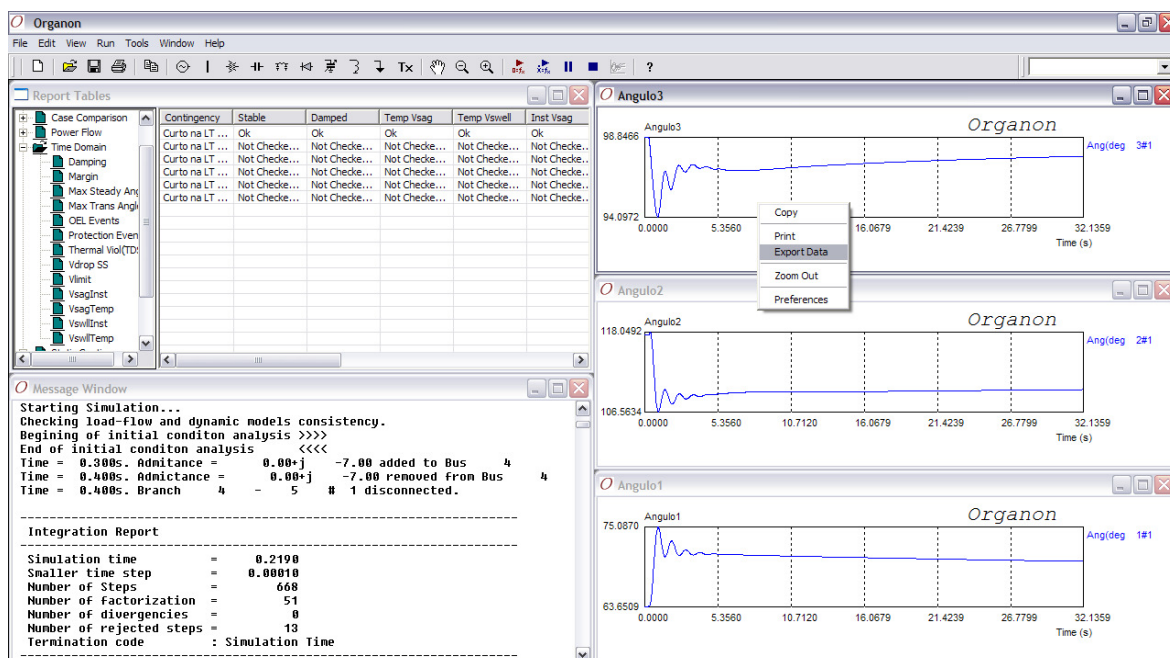 Organon
File Edit View Run Tools Window Help
Tx
?
Report Tables
Case Comparison
Power Flow
Time Domain
Damping
Margin
Max Steady Ang
Max Trans Angl
OEL Events
Protection Even
Thermal Viol(TD
Vdrop SS
Vlimit
VsagInst
VsagTemp
VswllInst
VswllTemp
Contingency Stable Damped Temp Vsag Temp Vswell Inst Vsag
Curto na LT ... Ok Ok Ok Ok Ok
Curto na LT ... Not Checke... Not Checke... Not Checke... Not Checke... Not Checke..
Curto na LT ... Not Checke... Not Checke... Not Checke... Not Checke... Not Checke..
Curto na LT ... Not Checke... Not Checke... Not Checke... Not Checke... Not Checke..
Curto na LT ... Not Checke... Not Checke... Not Checke... Not Checke... Not Checke..
Curto na LT ... Not Checke... Not Checke... Not Checke... Not Checke... Not Checke..
Message Window
Starting Simulation...
Checking load-flow and dynamic models consistency.
Begining of initial conditon analysis >>>>
End of initial conditon analysis <<<<
Time = 0.300s. Admitance = 0.00+j -7.00 added to Bus 4
Time = 0.400s. Admictance = 0.00+j -7.00 removed from Bus 4
Time = 0.400s. Branch 4 - 5 # 1 disconnected.
Integration Report
Simulation time = 0.2190
Smaller time step = 0.00010
Number of Steps = 668
Number of factorization = 51
Number of divergencies = 0
Number of rejected steps = 13
Termination code : Simulation Time
Angulo3
Angulo3
Organon
98.8466
Ang(deg 3#1
94.0972
0.0000 5.3560 16.0679 21.4239 26.7799 32.1359
Time (s)
Copy
Print
Export Data
Zoom Out
Preferences
Angulo2
Angulo2
Organon
118.0492
Ang(deg 2#1
106.5634
0.0000 5.3560 10.7120 16.0679 21.4239 26.7799 32.1359
Time (s)
Angulo1
Angulo1
Organon
75.0870
Ang(deg 1#1
63.6509
0.0000 5.3560 10.7120 16.0679 21.4239 26.7799 32.1359
Time (s)